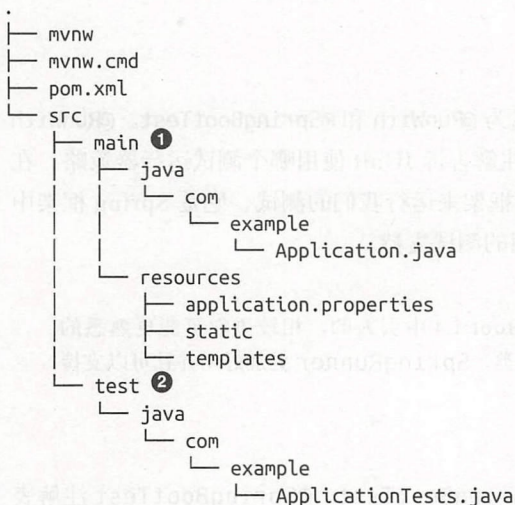 .
├── mvnw
├── mvnw.cmd
├── pom.xml
└── src
    ├── main ❶
    │   ├── java
    │   │   └── com
    │   │       └── example
    │   │           └── Application.java
    │   └── resources
    │       ├── application.properties
    │       ├── static
    │       └── templates
    └── test ❷
        └── java
            └── com
                └── example
                    └── ApplicationTests.java